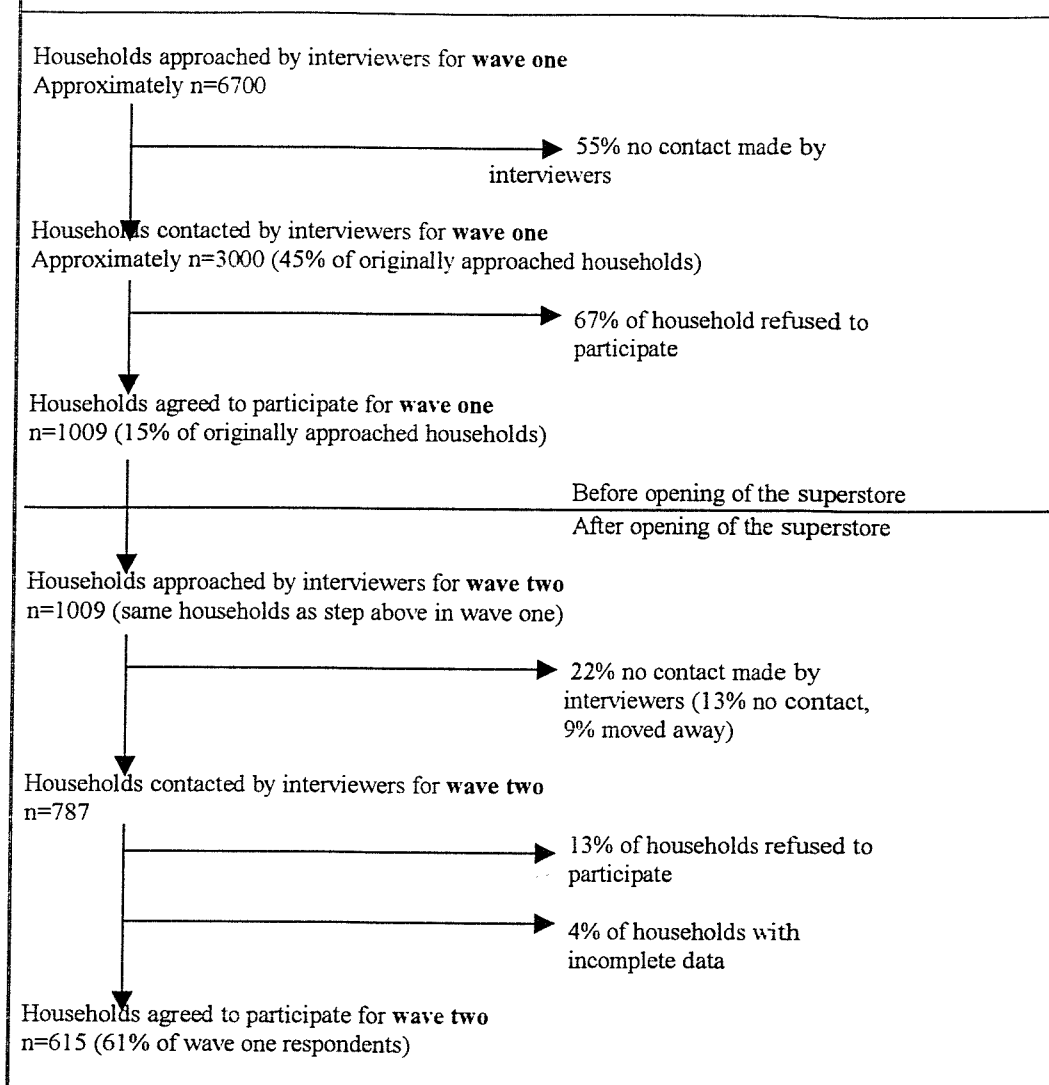 Households approached by interviewers for wave one
Approximately n=6700
55% no contact made by
interviewers
Households contacted by interviewers for wave one
Approximately n=3000 (45% of originally approached households)
67% of household refused to
participate
Households agreed to participate for wave one
n=1009 (15% of originally approached households)
Before opening of the superstore
After opening of the superstore
Households approached by interviewers for wave two
n=1009 (same households as step above in wave one)
22% no contact made by
interviewers (13% no contact,
9% moved away)
Households contacted by interviewers for wave two
n=787
13% of households refused to
participate
4% of households with
incomplete data
Households agreed to participate for wave two
n=615 (61% of wave one respondents)